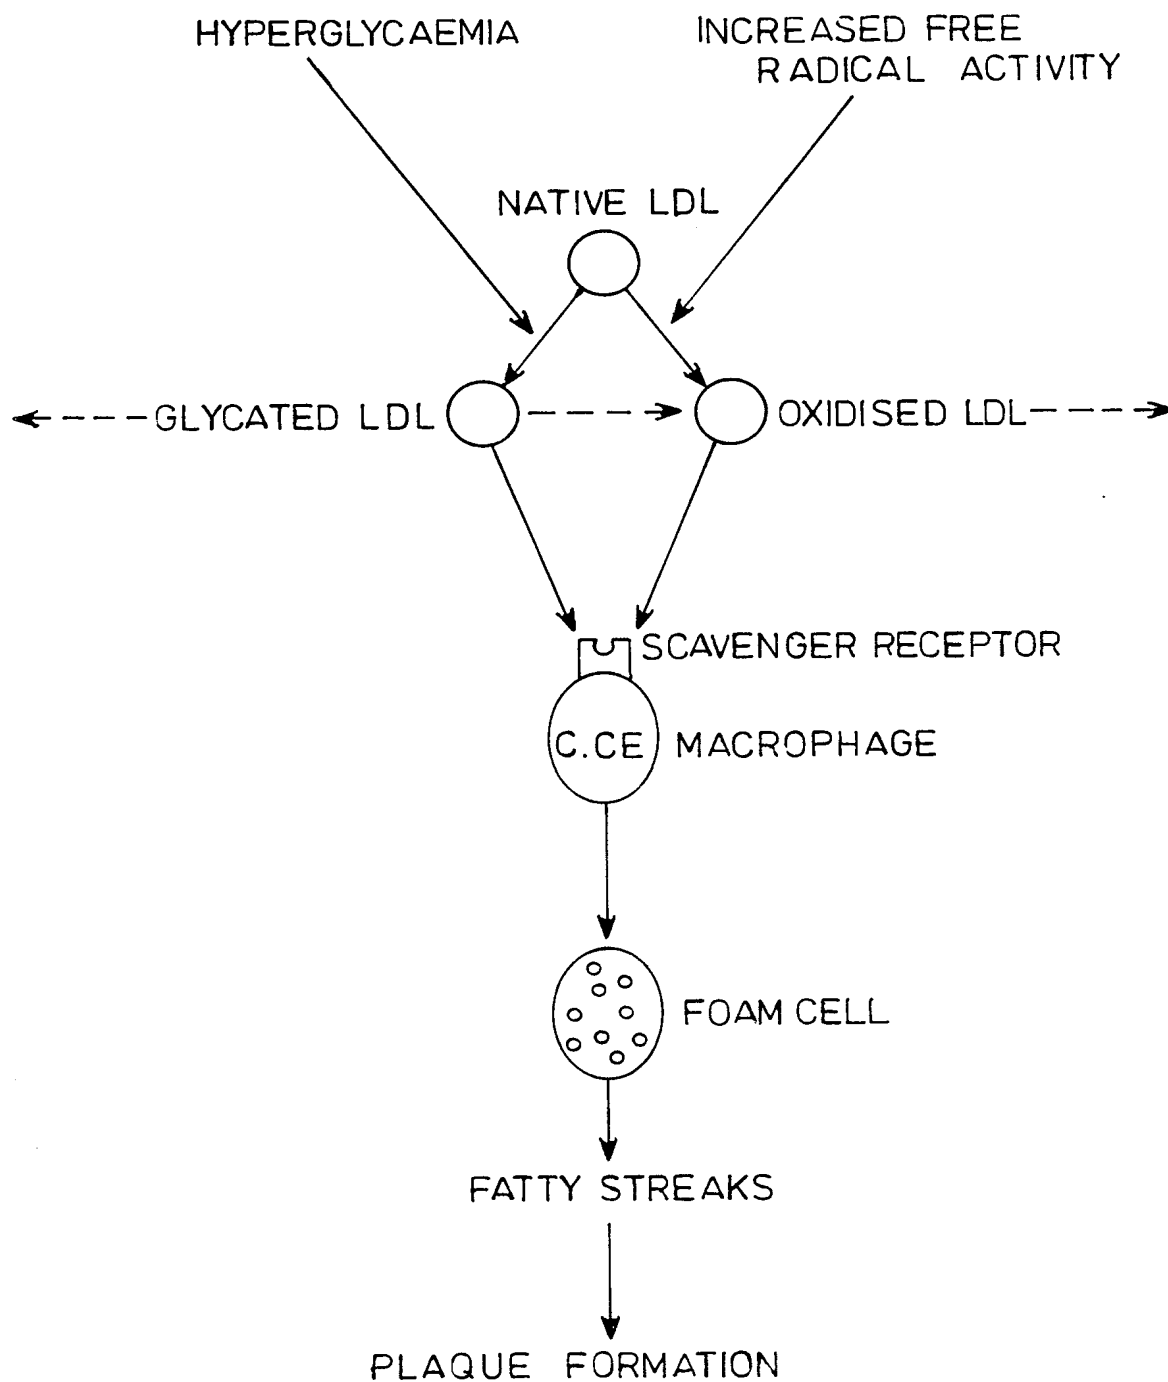 HYPERGLYCAEMIA
INCREASED FREE
RADICAL ACTIVITY
NATIVE LDL
GLYCATED LDL
OXIDISED LDL
SCAVENGER RECEPTOR
C.CE
MACROPHAGE
FOAM CELL
FATTY STREAKS
PLAQUE FORMATION